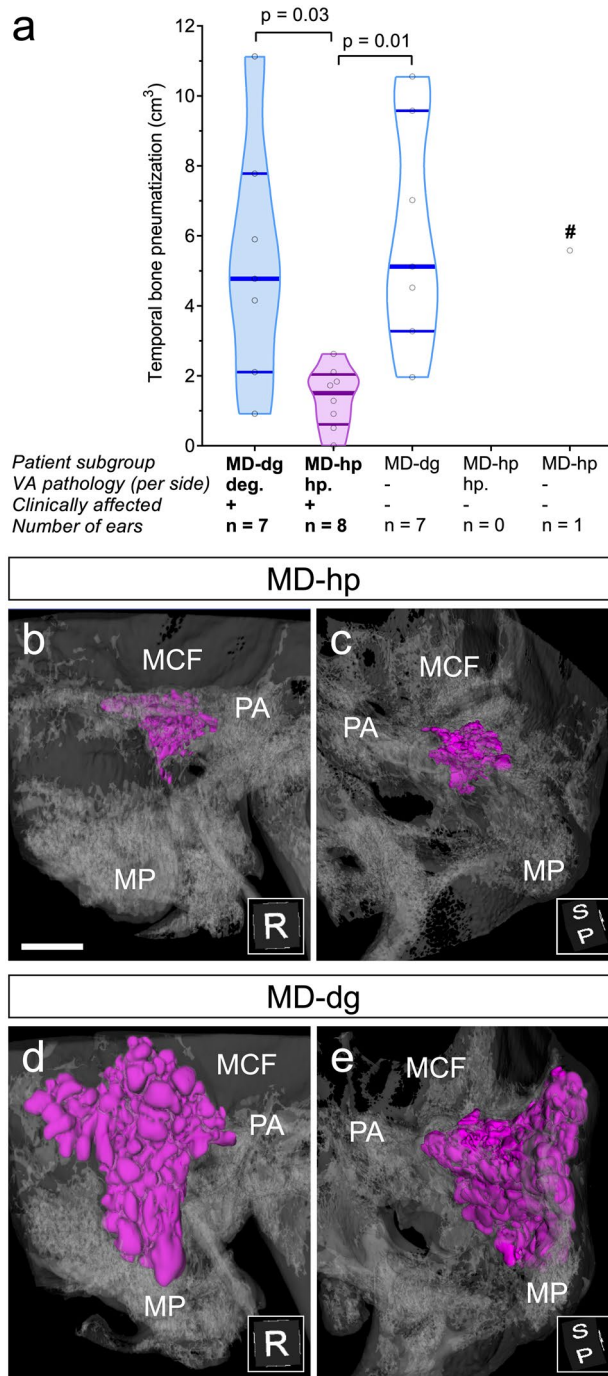 a
p = 0.03
p = 0.01
12
10
8
6
4
2
0
Temporal bone pneumatization (cm³)
#
Patient subgroup MD-dg MD-hp MD-dg MD-hp MD-hp
VA pathology (per side) deg. hp. - hp. -
Clinically affected + + - - -
Number of ears n = 7 n = 8 n = 7 n = 0 n = 1
MD-hp
b MCF PA MP R
c MCF PA MP S P
MD-dg
d MCF PA MP R
e MCF PA MP S P